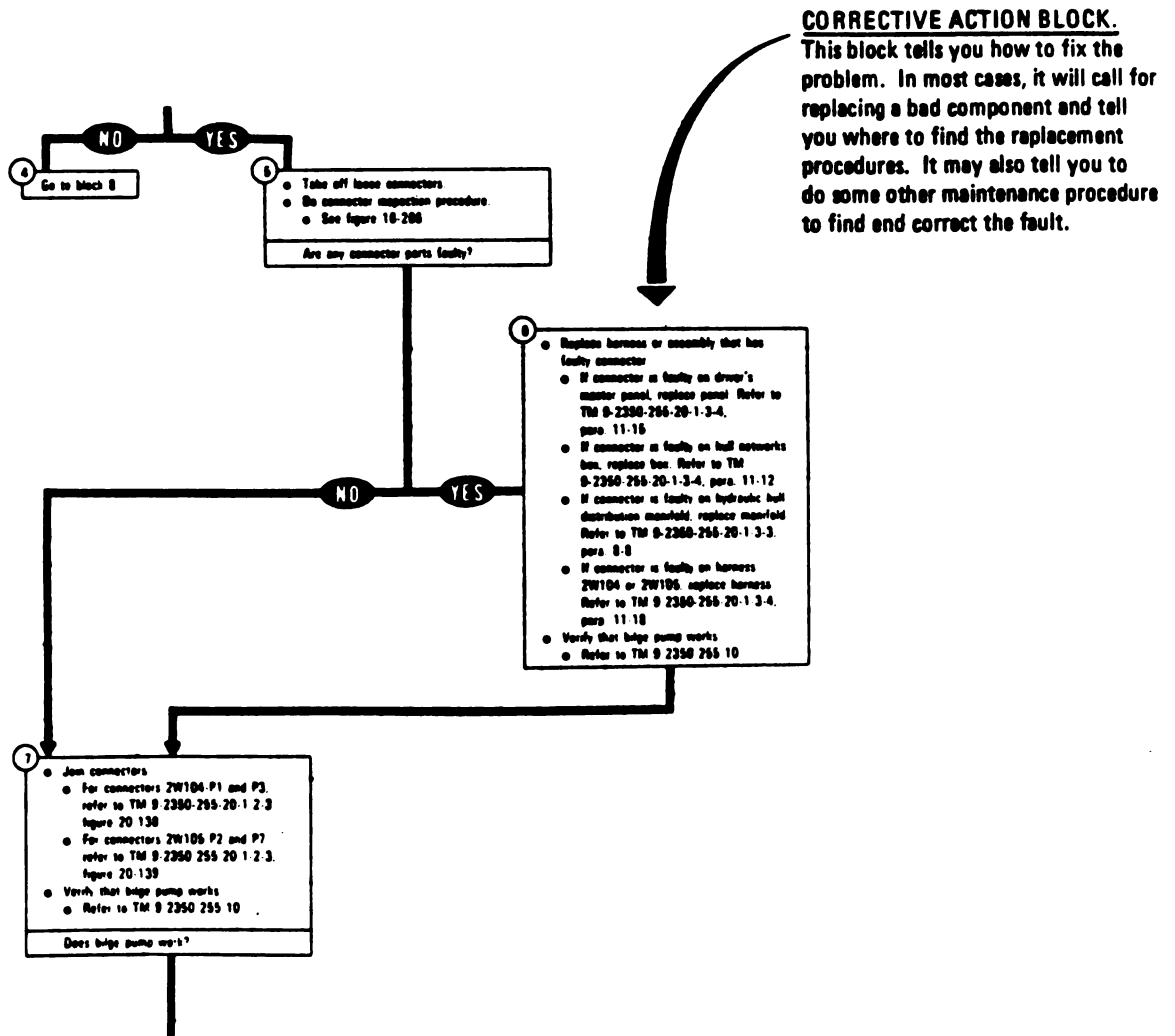 CORRECTIVE ACTION BLOCK.
This block tells you how to fix the
problem. In most cases, it will call for
replacing a bad component and tell
you where to find the replacement
procedures. It may also tell you to
do some other maintenance procedure
to find end correct the fault.
NO YES
4
Go to block 8
5
• Take off loose connectors
• Do connector inspection procedure.
• See figure
Are any connector parts faulty?
• Replace harness or assembly that has
faulty connector
• If connector is faulty on driver's
master panel, replace panel Refer to
TM 9-2350-255-20-1-3-4,
para. 11-15
• If connector is faulty on hull networks
box, replace box. Refer to TM
9-2350-255-20-1-3-4, para. 11-12
• If connector is faulty on hydraulic hull
distribution manifold, replace manifold
Refer to TM 9-2350-255-20-1-3-3.
para 8-8
• If connector is faulty on harness
2W104 or 2W105, replace harness
Refer to TM 9 2350-255-20-1-3-4,
para 11-18
• Verify that bilge pump works
• Refer to TM 9 2350 255 10
NO YES
7
• Join connectors
• For connectors 2W104-P1 and P3,
refer to TM 9-2350-255-20-1 2-3
figure 20-138
• For connectors 2W105 P2 and P7
refer to TM 9-2350 255 20 1-2-3,
figure 20-139
• Verify that bilge pump works
• Refer to TM 9 2350 255 10
Does bilge pump work?